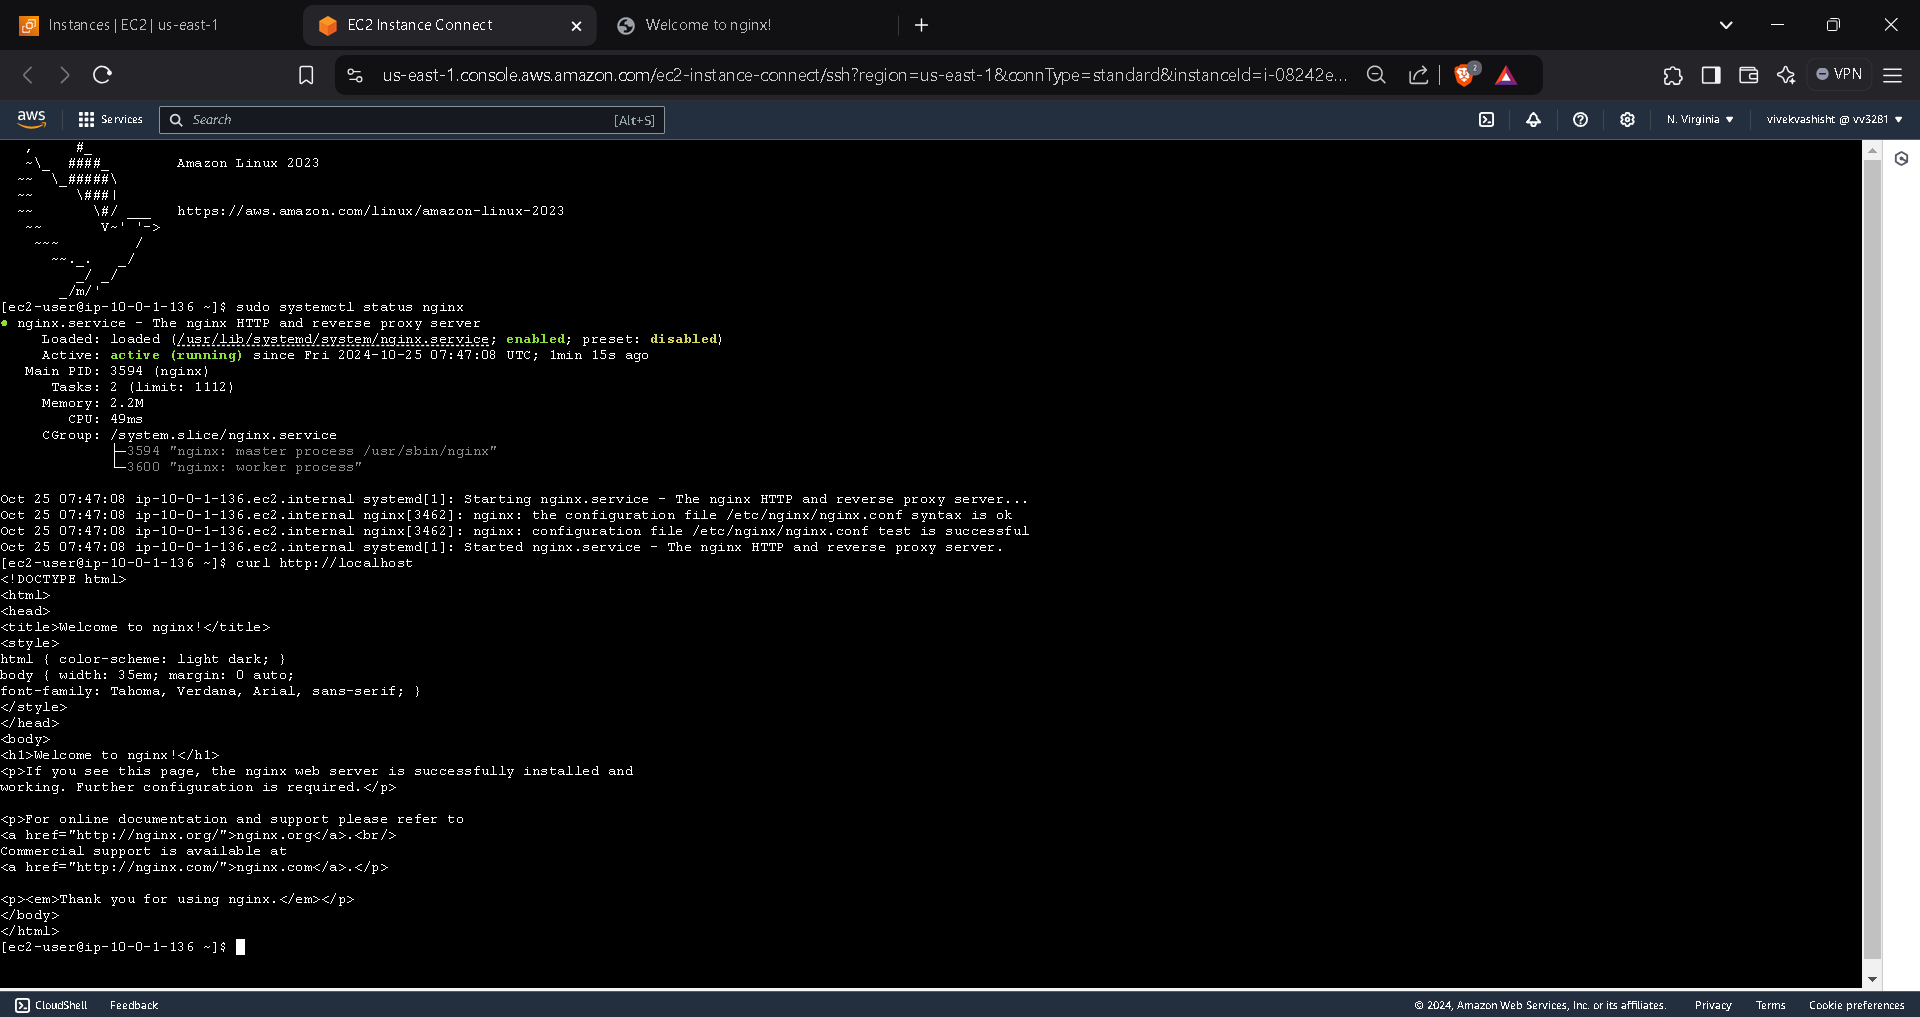 Instances | EC2 | us-east-1
EC2 Instance Connect
Welcome to nginx!
us-east-1.console.aws.amazon.com/ec2-instance-connect/ssh?region=us-east-1&connType=standard&instanceId=i-08242e...
2
VPN
aws
Services
Search
[Alt+S]
N. Virginia
vivekvashisht @ vv3281
   ,     #_
   ~\_  ####_        Amazon Linux 2023
  ~~  \_#####\
  ~~     \###|
  ~~       \#/ ___   https://aws.amazon.com/linux/amazon-linux-2023
   ~~       V~' '->
    ~~~         /
      ~~._.   _/
         _/ _/
       _/m/'
[ec2-user@ip-10-0-1-136 ~]$ sudo systemctl status nginx
● nginx.service - The nginx HTTP and reverse proxy server
     Loaded: loaded (/usr/lib/systemd/system/nginx.service; enabled; preset: disabled)
     Active: active (running) since Fri 2024-10-25 07:47:08 UTC; 1min 15s ago
   Main PID: 3594 (nginx)
      Tasks: 2 (limit: 1112)
     Memory: 2.2M
        CPU: 49ms
     CGroup: /system.slice/nginx.service
             ├─3594 "nginx: master process /usr/sbin/nginx"
             └─3600 "nginx: worker process"
Oct 25 07:47:08 ip-10-0-1-136.ec2.internal systemd[1]: Starting nginx.service - The nginx HTTP and reverse proxy server...
Oct 25 07:47:08 ip-10-0-1-136.ec2.internal nginx[3462]: nginx: the configuration file /etc/nginx/nginx.conf syntax is ok
Oct 25 07:47:08 ip-10-0-1-136.ec2.internal nginx[3462]: nginx: configuration file /etc/nginx/nginx.conf test is successful
Oct 25 07:47:08 ip-10-0-1-136.ec2.internal systemd[1]: Started nginx.service - The nginx HTTP and reverse proxy server.
[ec2-user@ip-10-0-1-136 ~]$ curl http://localhost
<!DOCTYPE html>
<html>
<head>
<title>Welcome to nginx!</title>
<style>
html { color-scheme: light dark; }
body { width: 35em; margin: 0 auto;
font-family: Tahoma, Verdana, Arial, sans-serif; }
</style>
</head>
<body>
<h1>Welcome to nginx!</h1>
<p>If you see this page, the nginx web server is successfully installed and
working. Further configuration is required.</p>
<p>For online documentation and support please refer to
<a href="http://nginx.org/">nginx.org</a>.<br/>
Commercial support is available at
<a href="http://nginx.com/">nginx.com</a>.</p>
<p><em>Thank you for using nginx.</em></p>
</body>
</html>
[ec2-user@ip-10-0-1-136 ~]$
CloudShell
Feedback
© 2024, Amazon Web Services, Inc. or its affiliates.
Privacy
Terms
Cookie preferences